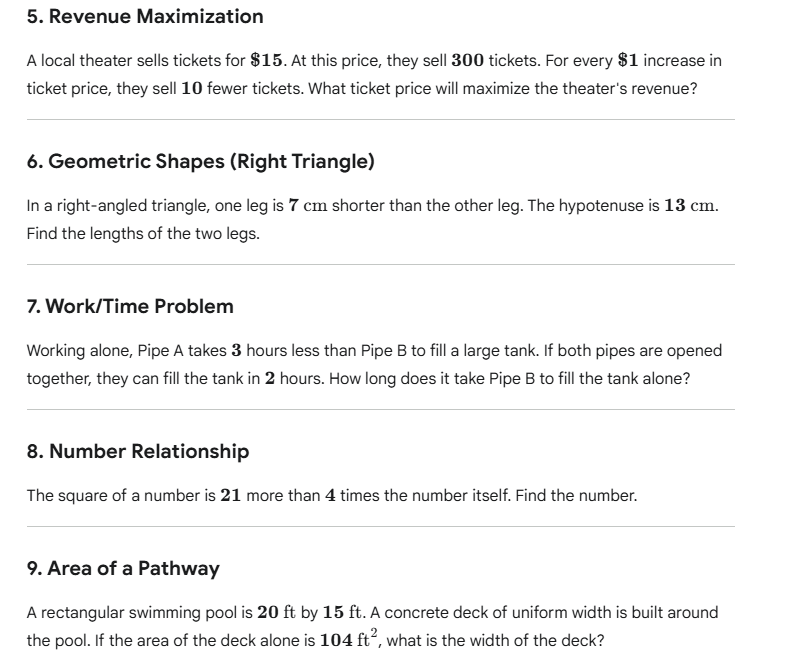 5. Revenue Maximization
A local theater sells tickets for $15. At this price, they sell 300 tickets. For every $1 increase in
ticket price, they sell 10 fewer tickets. What ticket price will maximize the theater's revenue?
6. Geometric Shapes (Right Triangle)
In a right-angled triangle, one leg is 7 cm shorter than the other leg. The hypotenuse is 13 cm.
Find the lengths of the two legs.
7. Work/Time Problem
Working alone, Pipe A takes 3 hours less than Pipe B to fill a large tank. If both pipes are opened
together, they can fill the tank in 2 hours. How long does it take Pipe B to fill the tank alone?
8. Number Relationship
The square of a number is 21 more than 4 times the number itself. Find the number.
9. Area of a Pathway
A rectangular swimming pool is 20 ft by 15 ft. A concrete deck of uniform width is built around
the pool. If the area of the deck alone is 104 ft², what is the width of the deck?